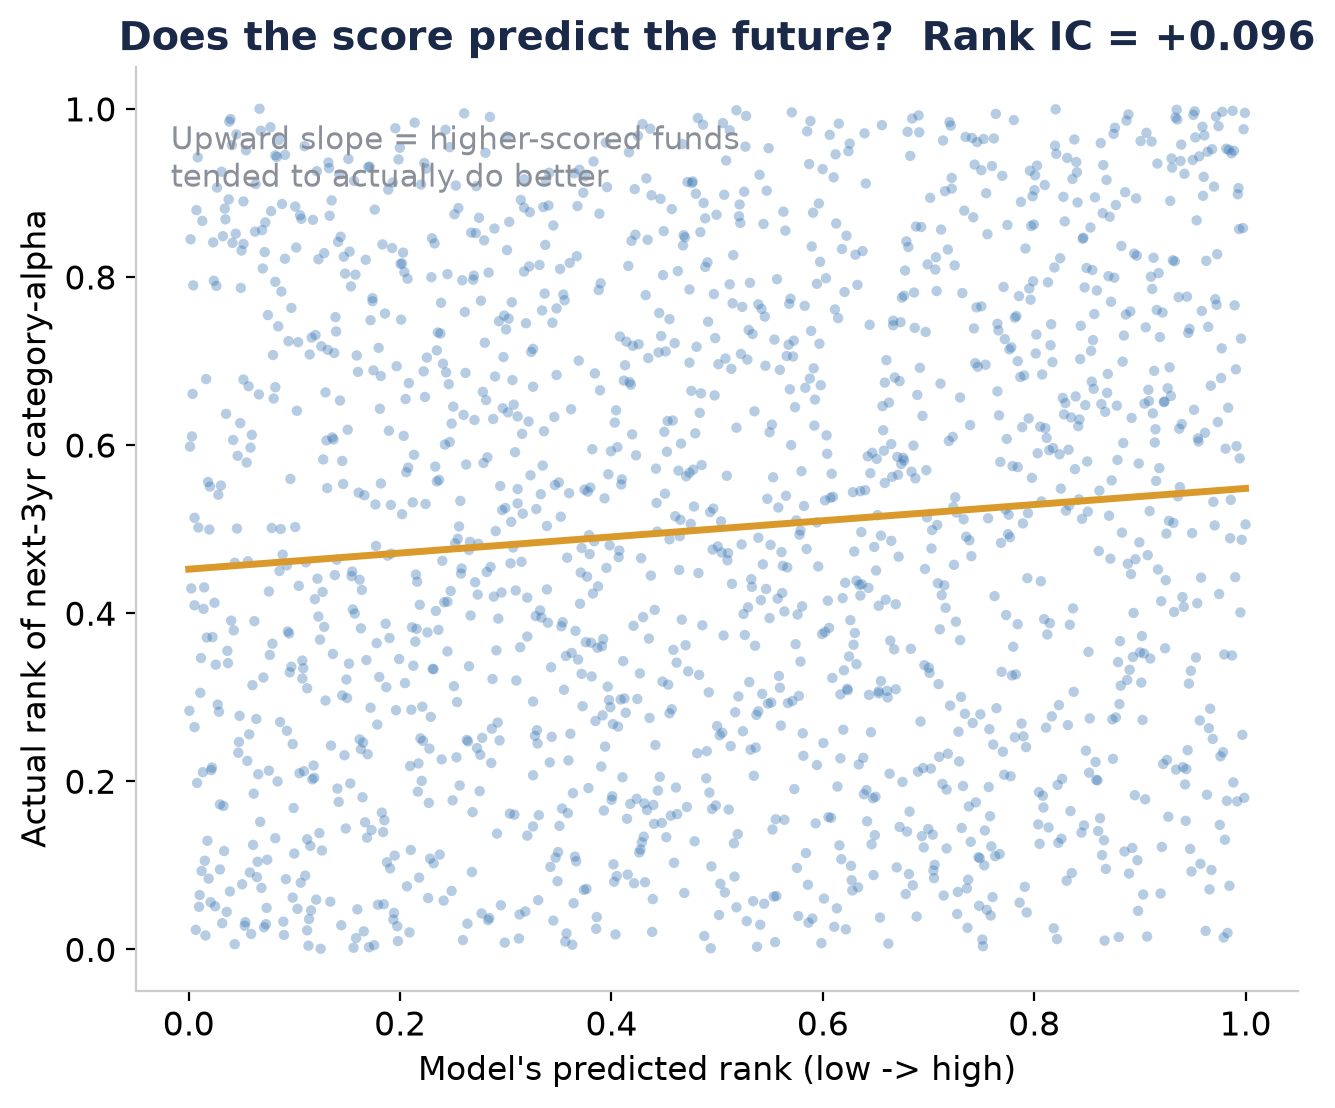 Does the score predict the future?  Rank IC = +0.096
Upward slope = higher-scored funds
tended to actually do better
Actual rank of next-3yr category-alpha
1.0
0.8
0.6
0.4
0.2
0.0
0.0 0.2 0.4 0.6 0.8 1.0
Model's predicted rank (low -> high)